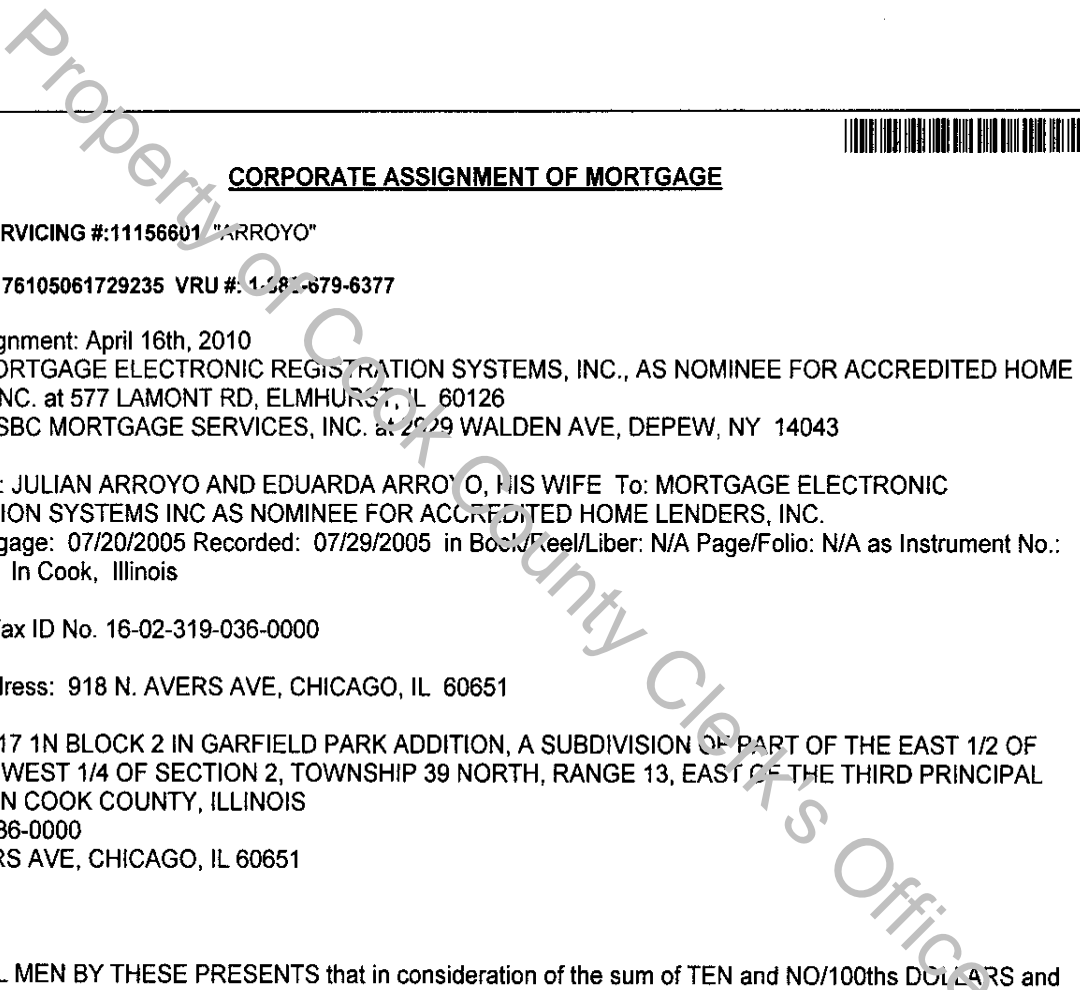 Property of Cook County Clerk's Office
CORPORATE ASSIGNMENT OF MORTGAGE
RVICING #:11156601 "ARROYO"
76105061729235 VRU #: 679-6377
gnment: April 16th, 2010
ORTGAGE ELECTRONIC REGISTRATION SYSTEMS, INC., AS NOMINEE FOR ACCREDITED HOME
NC. at 577 LAMONT RD, ELMHURST, IL 60126
SBC MORTGAGE SERVICES, INC. at 2929 WALDEN AVE, DEPEW, NY 14043
: JULIAN ARROYO AND EDUARDA ARROYO, HIS WIFE To: MORTGAGE ELECTRONIC
ION SYSTEMS INC AS NOMINEE FOR ACCREDITED HOME LENDERS, INC.
gage: 07/20/2005 Recorded: 07/29/2005 in Book/Reel/Liber: N/A Page/Folio: N/A as Instrument No.:
In Cook, Illinois
Tax ID No. 16-02-319-036-0000
dress: 918 N. AVERS AVE, CHICAGO, IL 60651
17 1N BLOCK 2 IN GARFIELD PARK ADDITION, A SUBDIVISION OF PART OF THE EAST 1/2 OF
WEST 1/4 OF SECTION 2, TOWNSHIP 39 NORTH, RANGE 13, EAST OF THE THIRD PRINCIPAL
N COOK COUNTY, ILLINOIS
36-0000
RS AVE, CHICAGO, IL 60651
L MEN BY THESE PRESENTS that in consideration of the sum of TEN and NO/100ths DOLLARS and